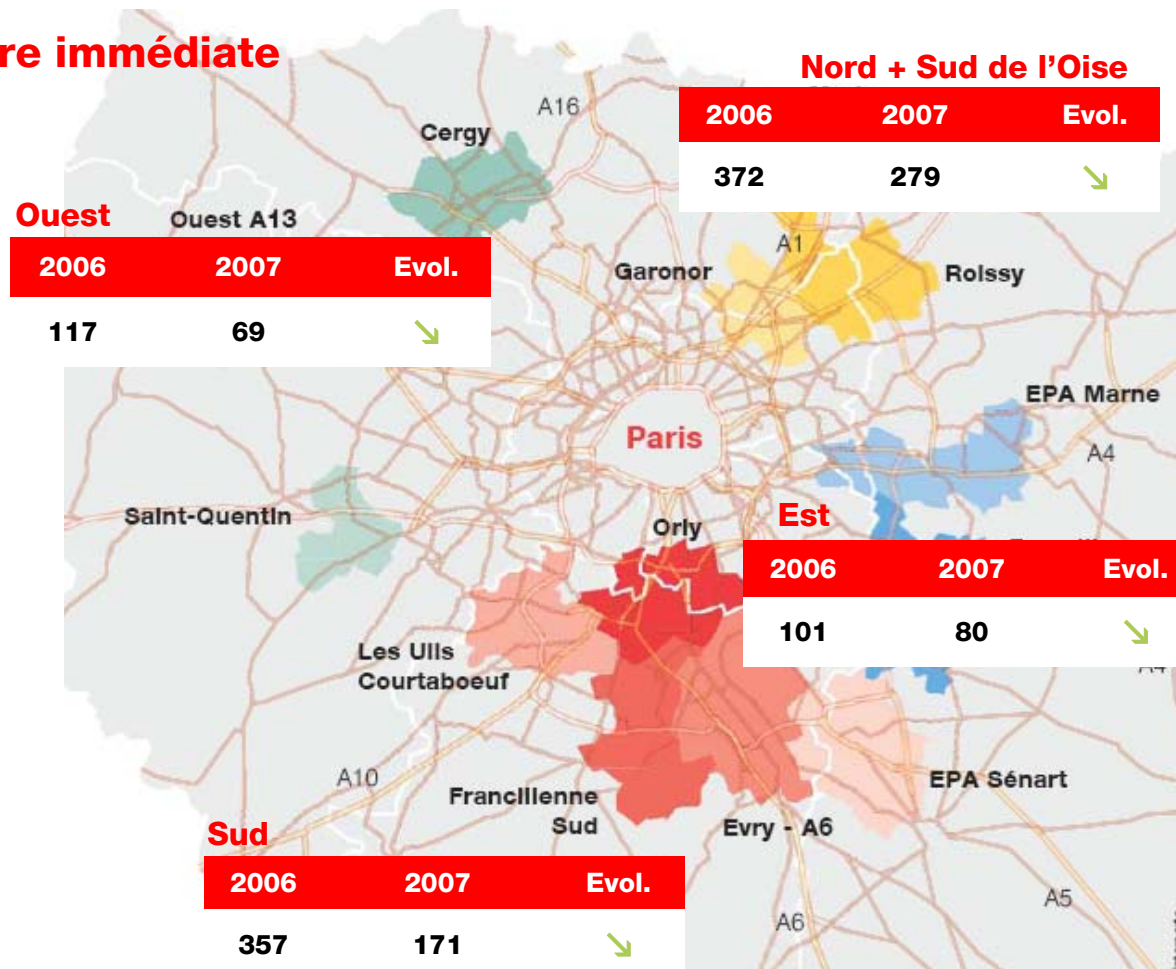 re immédiate
Nord + Sud de l'Oise
2006 2007 Evol.
372 279 ↘
A16
Cergy
Ouest
Ouest A13
2006 2007 Evol.
117 69 ↘
A1
Garonor
Roissy
EPA Marne
Paris
A4
Saint-Quentin
Orly
Est
2006 2007 Evol.
101 80 ↘
Les Ulis
Courtaboeuf
A4
EPA Sénart
A10
Francilienne
Sud
Evry - A6
Sud
2006 2007 Evol.
357 171 ↘
A5
A6